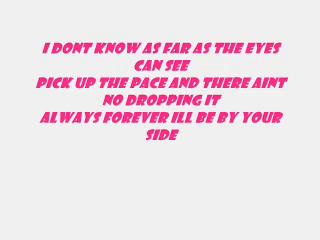 I DONT KNOW AS FAR AS THE EYES
CAN SEE
PICK UP THE PACE AND THERE AINT
NO DROPPING IT
ALWAYS FOREVER ILL BE BY YOUR
SIDE